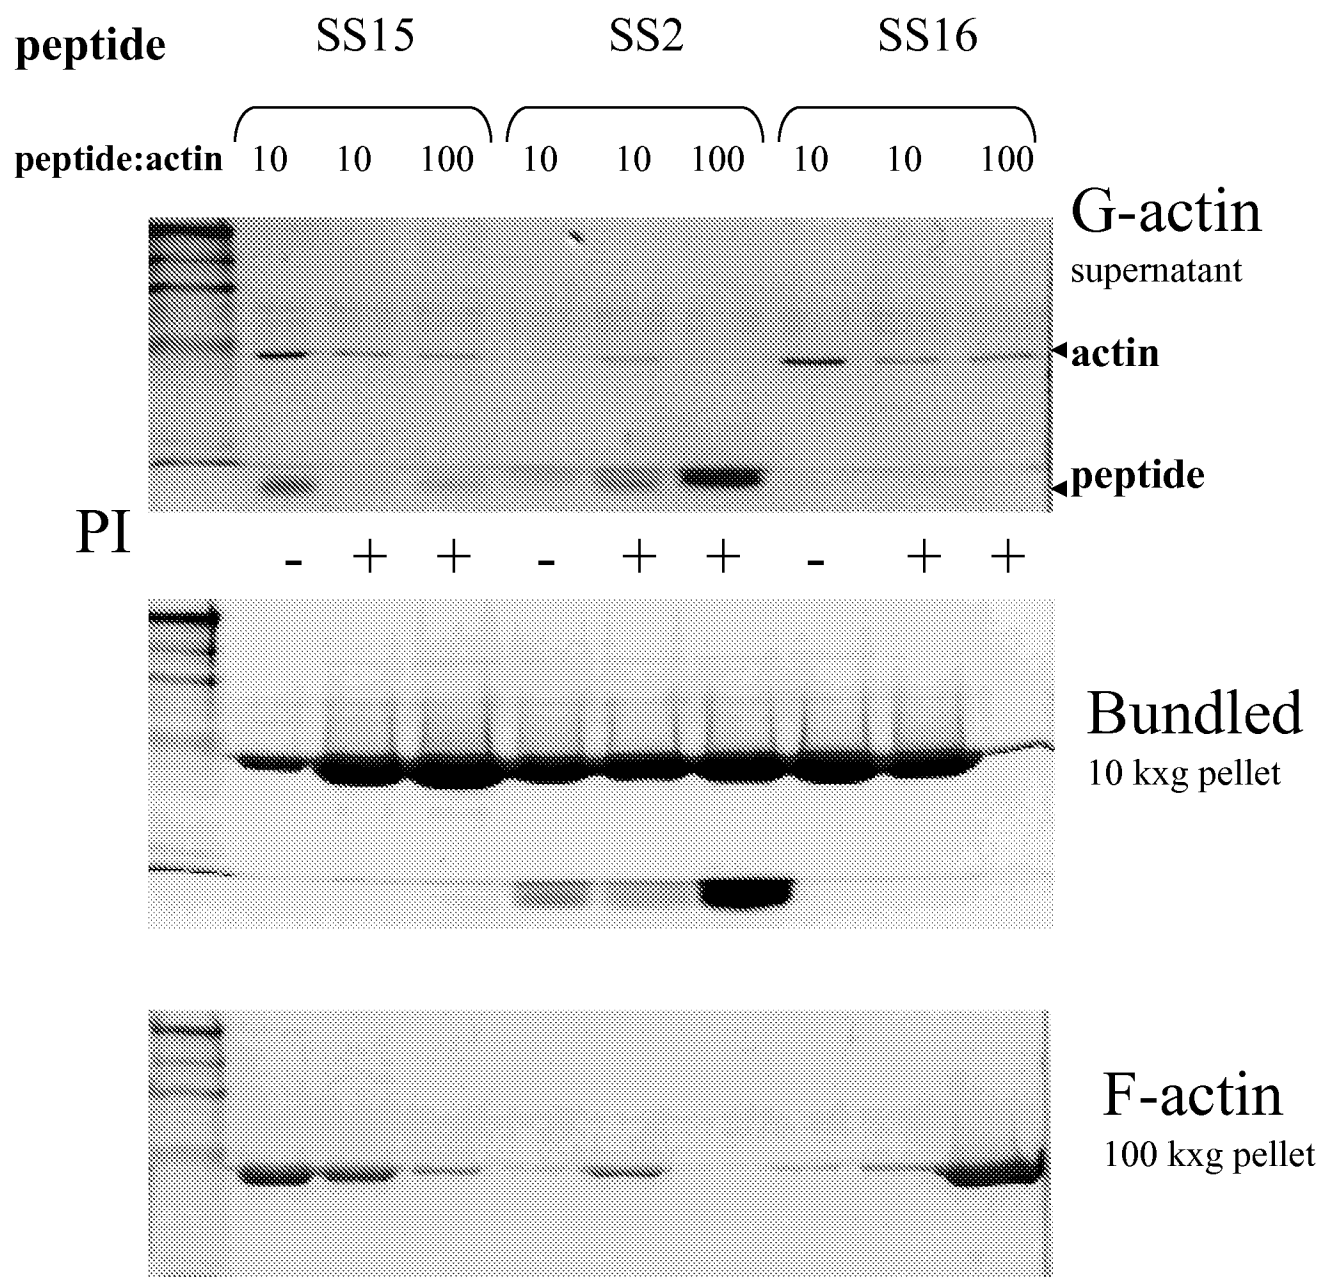 peptide SS15 SS2 SS16
peptide:actin 10 10 100 10 10 100 10 10 100
G-actin
supernatant
actin
peptide
PI - + + - + + - + +
Bundled
10 kxg pellet
F-actin
100 kxg pellet